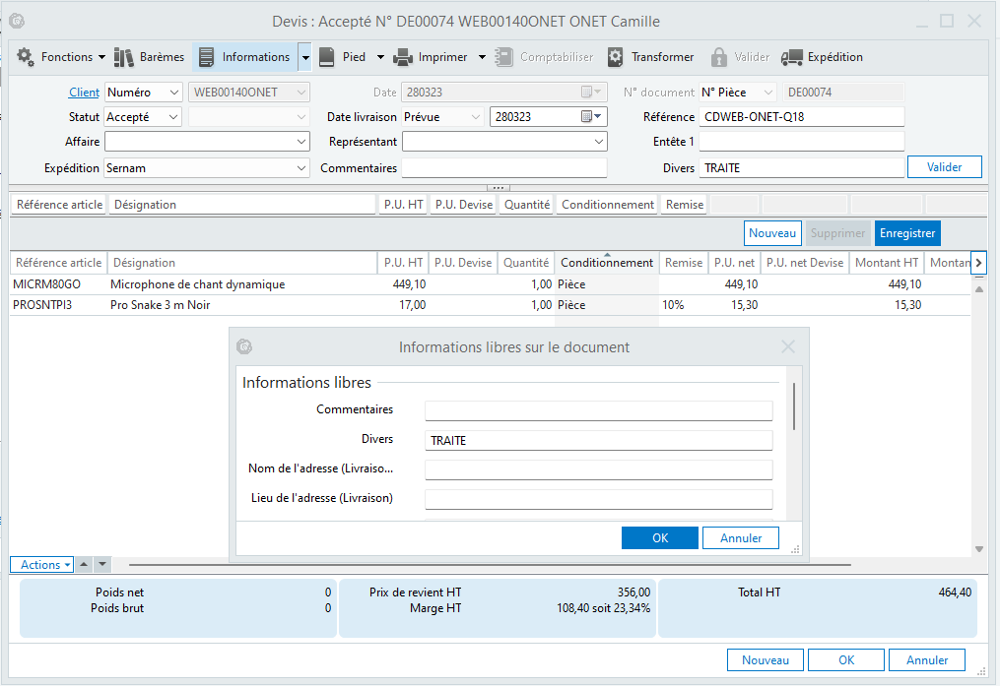 Devis : Accepté N° DE00074 WEB00140ONET ONET Camille
Fonctions Barèmes Informations Pied Imprimer Comptabiliser Transformer Valider Expédition
Client Numéro WEB00140ONET Date 280323 N° document N° Pièce DE00074
Statut Accepté Date livraison Prévue 280323 Référence CDWEB-ONET-Q18
Affaire Représentant Entête 1
Expédition Sernam Commentaires Divers TRAITE Valider
Référence article Désignation P.U. HT P.U. Devise Quantité Conditionnement Remise
Nouveau Supprimer Enregistrer
Référence article Désignation P.U. HT P.U. Devise Quantité Conditionnement Remise P.U. net P.U. net Devise Montant HT Montan
MICRM80GO Microphone de chant dynamique 449,10 1,00 Pièce 449,10 449,10
PROSNTPI3 Pro Snake 3 m Noir 17,00 1,00 Pièce 10% 15,30 15,30
Informations libres sur le document
Informations libres
Commentaires
Divers TRAITE
Nom de l'adresse (Livraiso...
Lieu de l'adresse (Livraison)
OK Annuler
Actions
Poids net 0 Prix de revient HT 356,00 Total HT 464,40
Poids brut 0 Marge HT 108,40 soit 23,34%
Nouveau OK Annuler